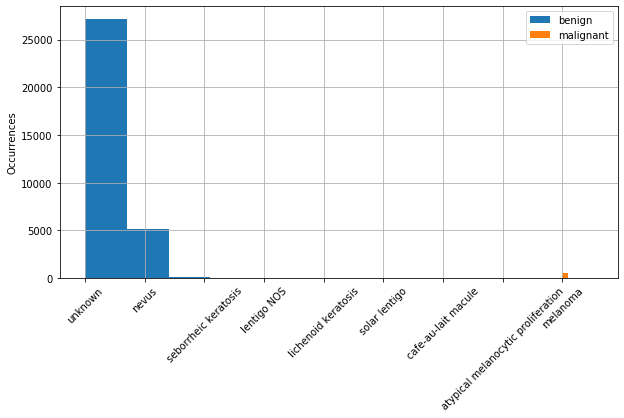 benign
malignant
Occurrences
25000
20000
15000
10000
5000
0
unknown
nevus
seborrheic keratosis
lentigo NOS
lichenoid keratosis
solar lentigo
cafe-au-lait macule
atypical melanocytic proliferation
melanoma